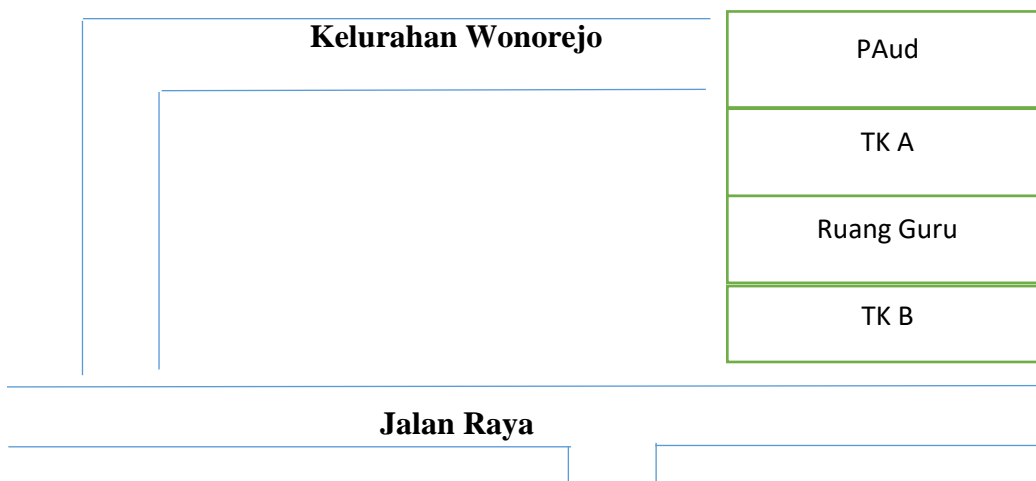 Kelurahan Wonorejo
PAud
TK A
Ruang Guru
TK B
Jalan Raya